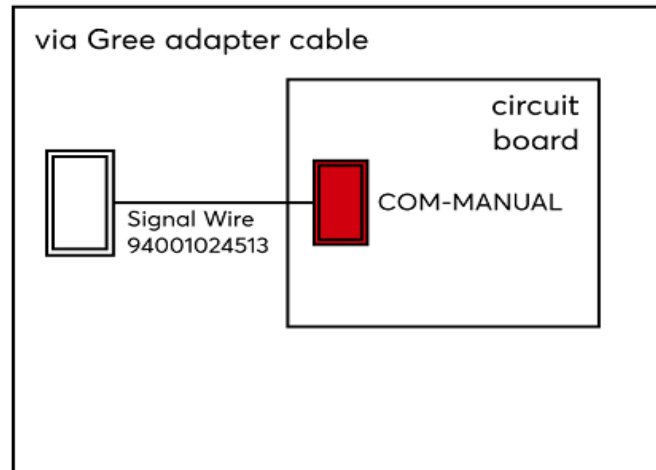 via Gree adapter cable
circuit
board
COM-MANUAL
Signal Wire
94001024513